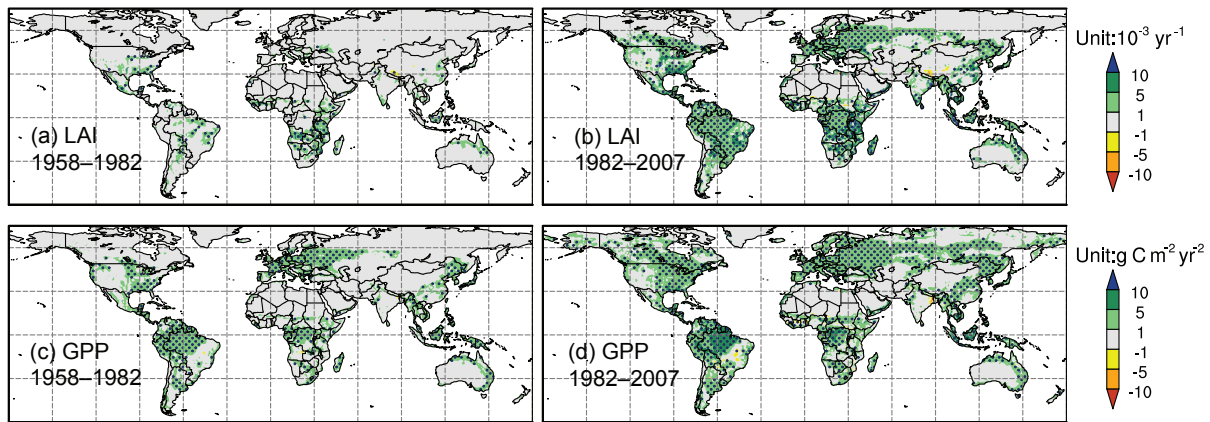 (a) LAI
1958–1982
(b) LAI
1982–2007
Unit:10⁻³ yr⁻¹
10
5
1
-1
-5
-10
(c) GPP
1958–1982
(d) GPP
1982–2007
Unit:g C m⁻² yr⁻²
10
5
1
-1
-5
-10